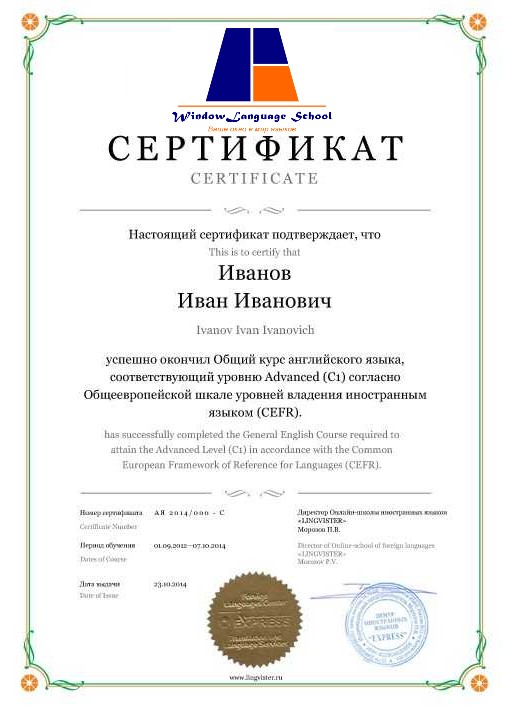 Window Language School
Ваше окно в мир языков
СЕРТИФИКАТ
CERTIFICATE
Настоящий сертификат подтверждает, что
This is to certify that
Иванов
Иван Иванович
Ivanov Ivan Ivanovich
успешно окончил Общий курс английского языка,
соответствующий уровню Advanced (C1) согласно
Общеевропейской шкале уровней владения иностранным
языком (CEFR).
has successfully completed the General English Course required to
attain the Advanced Level (C1) in accordance with the Common
European Framework of Reference for Languages (CEFR).
Номер сертификата АЯ 2014/000 - С
Certificate Number
Период обучения 01.09.2012—07.10.2014
Dates of Course
Дата выдачи 23.10.2014
Date of Issue
Директор Онлайн-школы иностранных языков
«LINGVISTER»
Морозов П.В.
Director of Online-school of foreign languages
«LINGVISTER»
Morozov P.V.
Foreign
Languages Center
EXPRESS
Translation and
Language Services
ЦЕНТР
ИНОСТРАННЫХ
ЯЗЫКОВ
"EXPRESS"
www.lingvister.ru